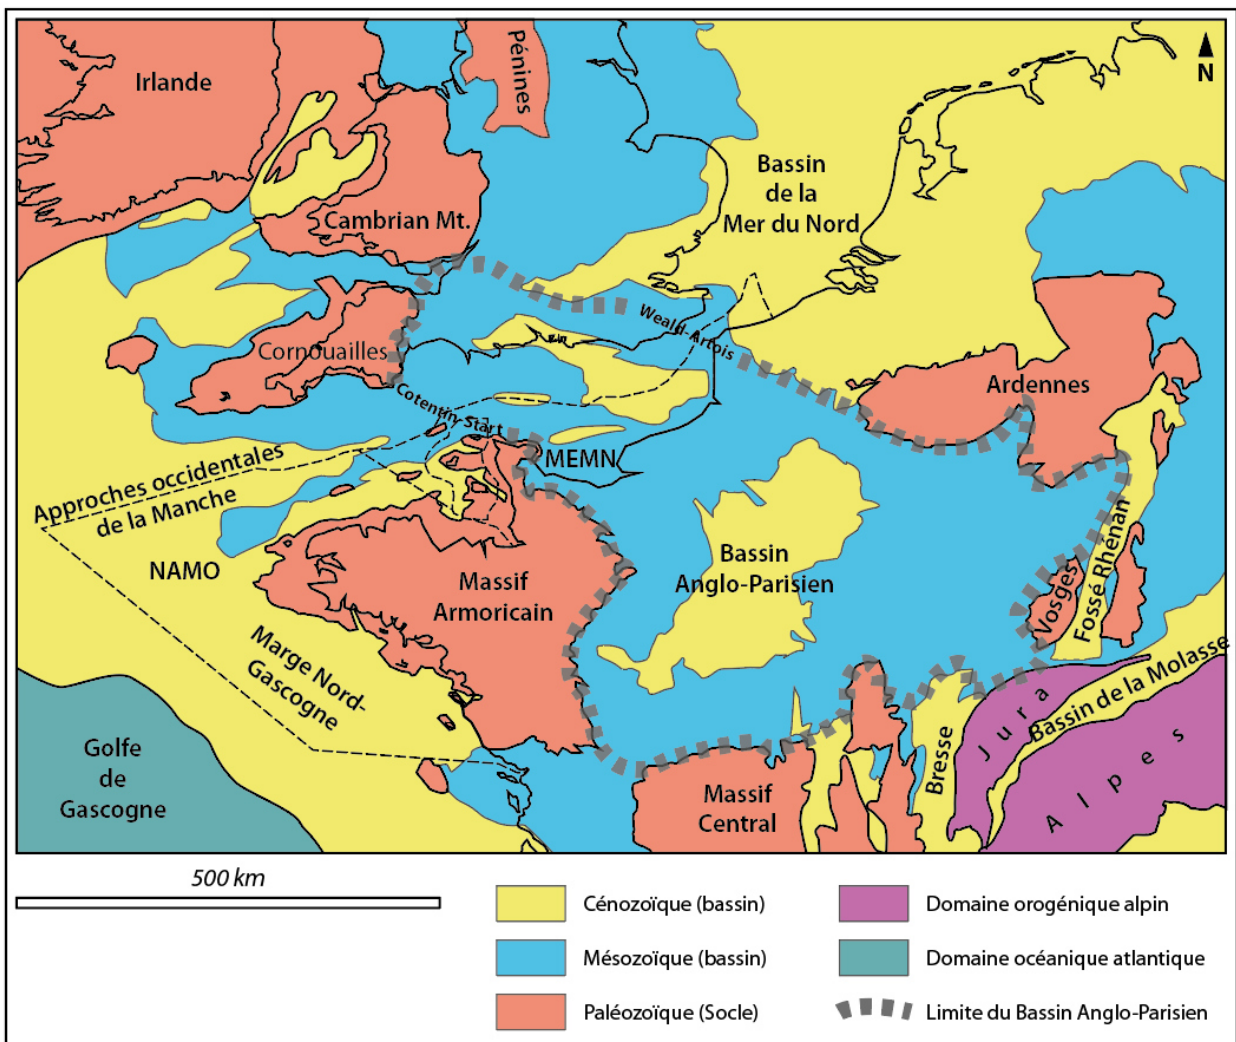 Irlande
Pénines
N
Bassin
de la
Mer du Nord
Cambrian Mt.
Weald-Artois
Cornouailles
Ardennes
Cotentin-Start
MEMN
Approches occidentales
de la Manche
NAMO
Massif
Armoricain
Bassin
Anglo-Parisien
Vosges
Fossé Rhénan
Marge Nord-
Gascogne
Golfe
de
Gascogne
Massif
Central
Bresse
Jura
Bassin de la Molasse
Alpes
500 km
Cénozoïque (bassin)
Mésozoïque (bassin)
Paléozoïque (Socle)
Domaine orogénique alpin
Domaine océanique atlantique
Limite du Bassin Anglo-Parisien